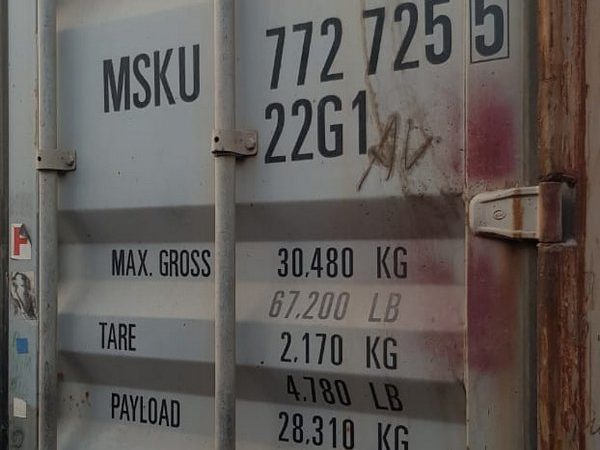 MSKU 772 725 5
22G1
MAX. GROSS 30,480 KG
67,200 LB
TARE 2,170 KG
4,780 LB
PAYLOAD 28,310 KG